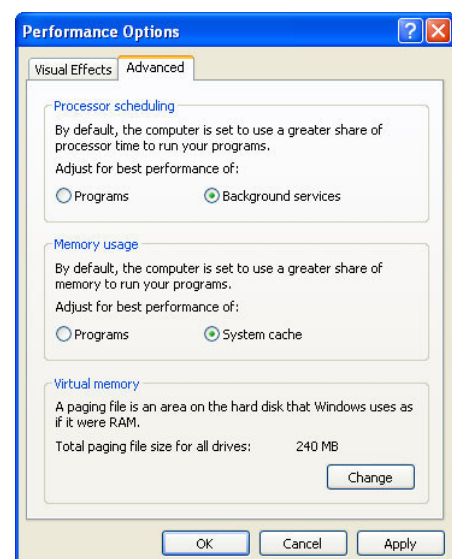 Performance Options
Visual Effects Advanced
Processor scheduling
By default, the computer is set to use a greater share of
processor time to run your programs.
Adjust for best performance of:
Programs Background services
Memory usage
By default, the computer is set to use a greater share of
memory to run your programs.
Adjust for best performance of:
Programs System cache
Virtual memory
A paging file is an area on the hard disk that Windows uses as
if it were RAM.
Total paging file size for all drives: 240 MB
Change
OK Cancel Apply